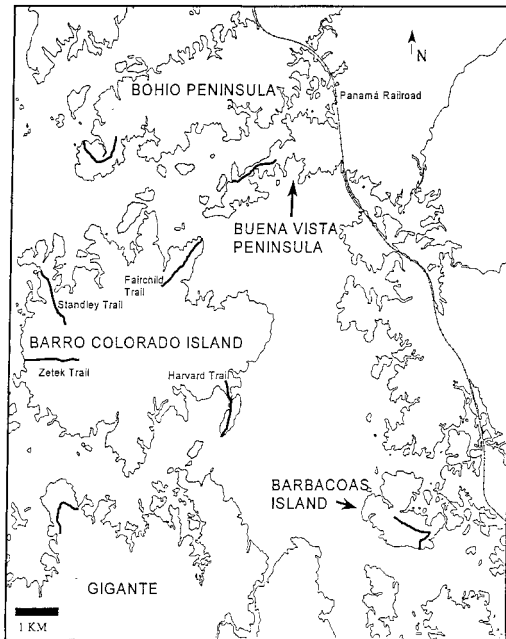 N
BOHIO PENINSULA
Panamá Railroad
BUENA VISTA
PENINSULA
Fairchild
Trail
Standley Trail
BARRO COLORADO ISLAND
Zetek Trail
Harvard Trail
BARBACOAS
ISLAND
GIGANTE
1 KM